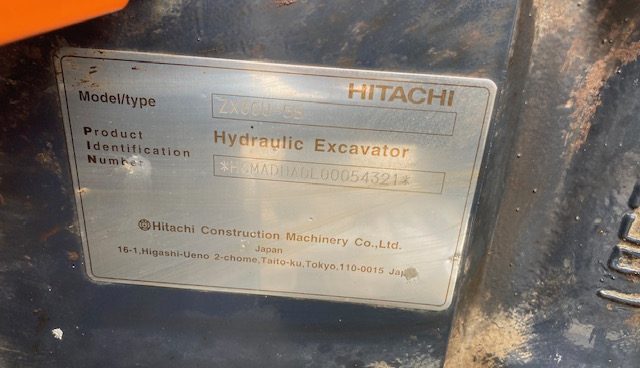 HITACHI
Model/type
Product Hydraulic Excavator
Identification
Number
Hitachi Construction Machinery Co.,Ltd.
Japan
16-1,Higashi-Ueno 2-chome,Taito-ku,Tokyo,110-0015 Japan